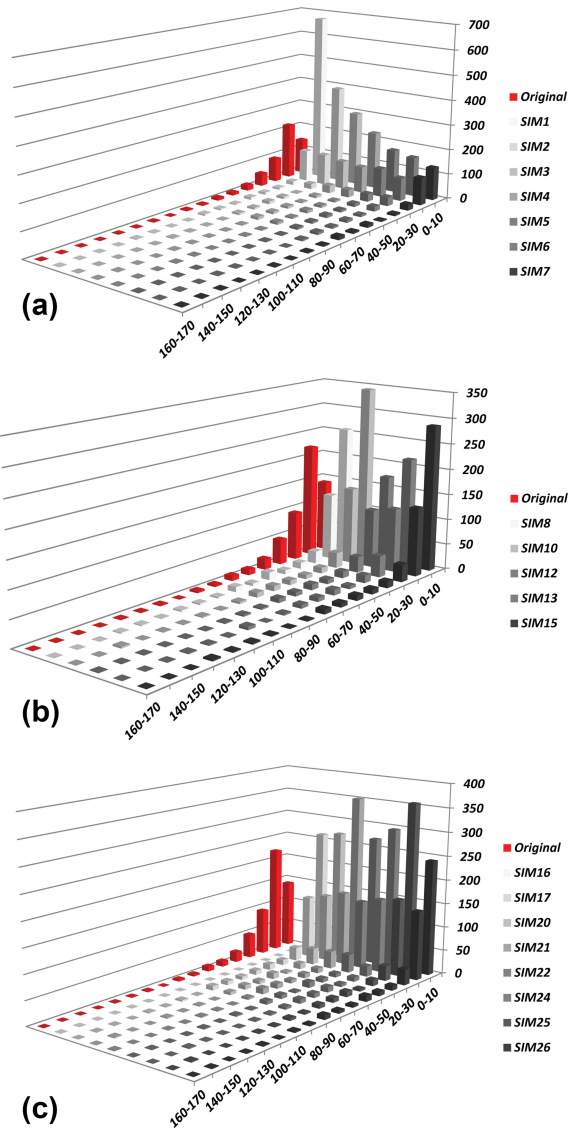 700
600
500
400
300
200
100
0
Original
SIM1
SIM2
SIM3
SIM4
SIM5
SIM6
SIM7
0-10
20-30
40-50
60-70
80-90
100-110
120-130
140-150
160-170
(a)
350
300
250
200
150
100
50
0
Original
SIM8
SIM10
SIM12
SIM13
SIM15
0-10
20-30
40-50
60-70
80-90
100-110
120-130
140-150
160-170
(b)
400
350
300
250
200
150
100
50
0
Original
SIM16
SIM17
SIM20
SIM21
SIM22
SIM24
SIM25
SIM26
0-10
20-30
40-50
60-70
80-90
100-110
120-130
140-150
160-170
(c)